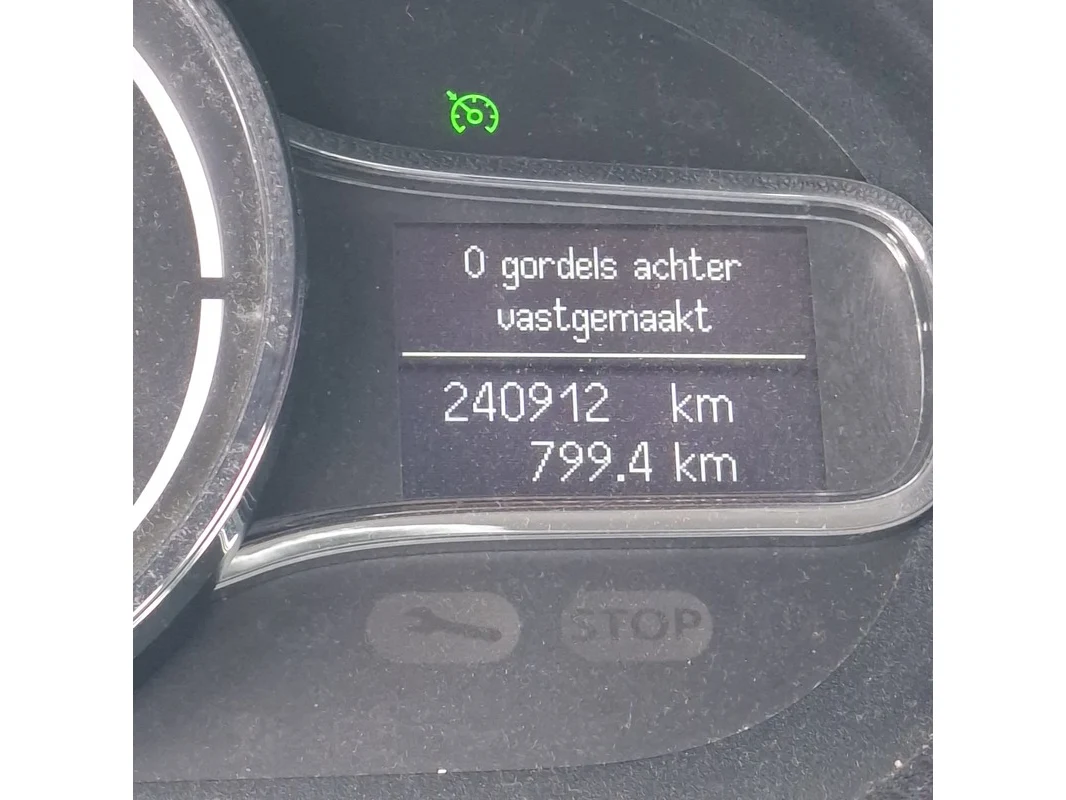 0 gordels achter
vastgemaakt
240912 km
799.4 km
STOP